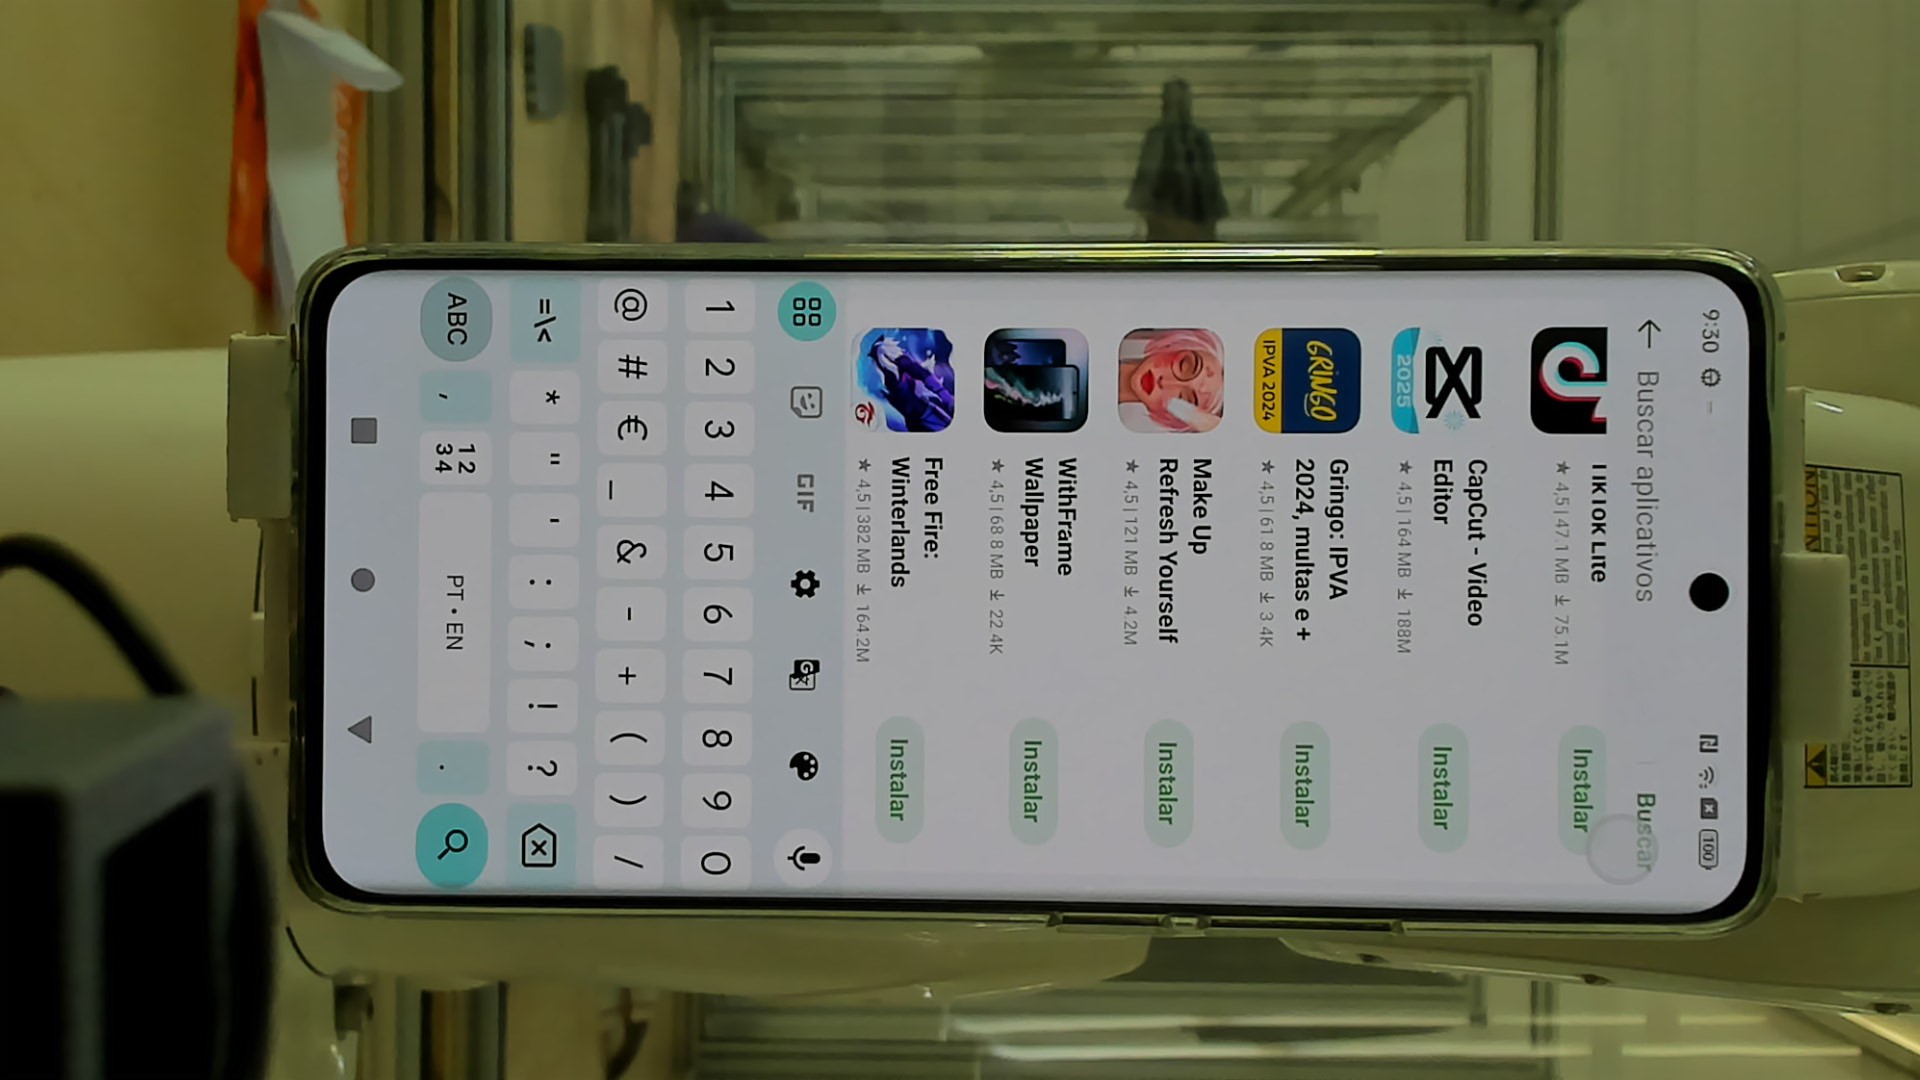 9:30
100
Buscar aplicativos
Buscar
TikTok Lite
★ 4,5 | 47.1 MB ↓ 75.1M
Instalar
2025
CapCut - Video
Editor
★ 4,5 | 164 MB ↓ 188M
Instalar
GRINGO
IPVA 2024
Gringo: IPVA
2024, multas e +
★ 4,5 | 61.8 MB ↓ 3.4K
Instalar
Make Up
Refresh Yourself
★ 4,5 | 121 MB ↓ 4.2M
Instalar
WithFrame
Wallpaper
★ 4,5 | 68.8 MB ↓ 22.4K
Instalar
Free Fire:
Winterlands
★ 4,5 | 382 MB ↓ 164.2M
Instalar
GIF
1 2 3 4 5 6 7 8 9 0
@ # € _ & - + ( ) /
=\< * " ' : ; ! ?
ABC , 12 PT • EN .
34